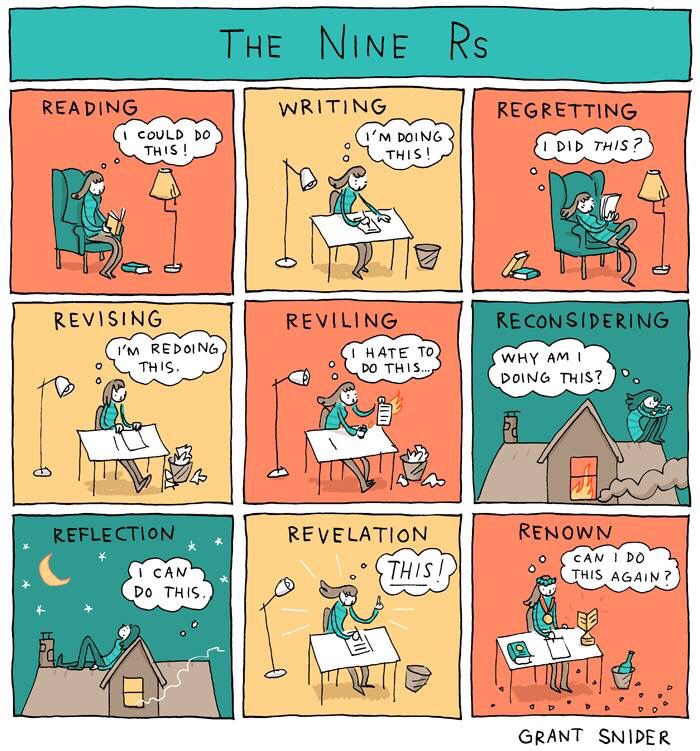 THE NINE RS
READING
I COULD DO
THIS!
WRITING
I'M DOING
THIS!
REGRETTING
I DID THIS?
REVISING
I'M REDOING
THIS.
REVILING
I HATE TO
DO THIS...
RECONSIDERING
WHY AM I
DOING THIS?
REFLECTION
I CAN
DO THIS.
REVELATION
THIS!
RENOWN
CAN I DO
THIS AGAIN?
GRANT SNIDER